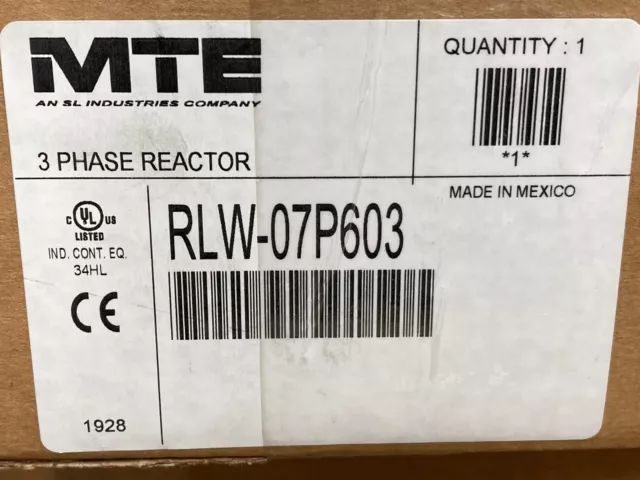 MTE
AN SL INDUSTRIES COMPANY
3 PHASE REACTOR
QUANTITY : 1
*1*
MADE IN MEXICO
C UL US
LISTED
IND. CONT. EQ.
34HL
RLW-07P603
CE
1928